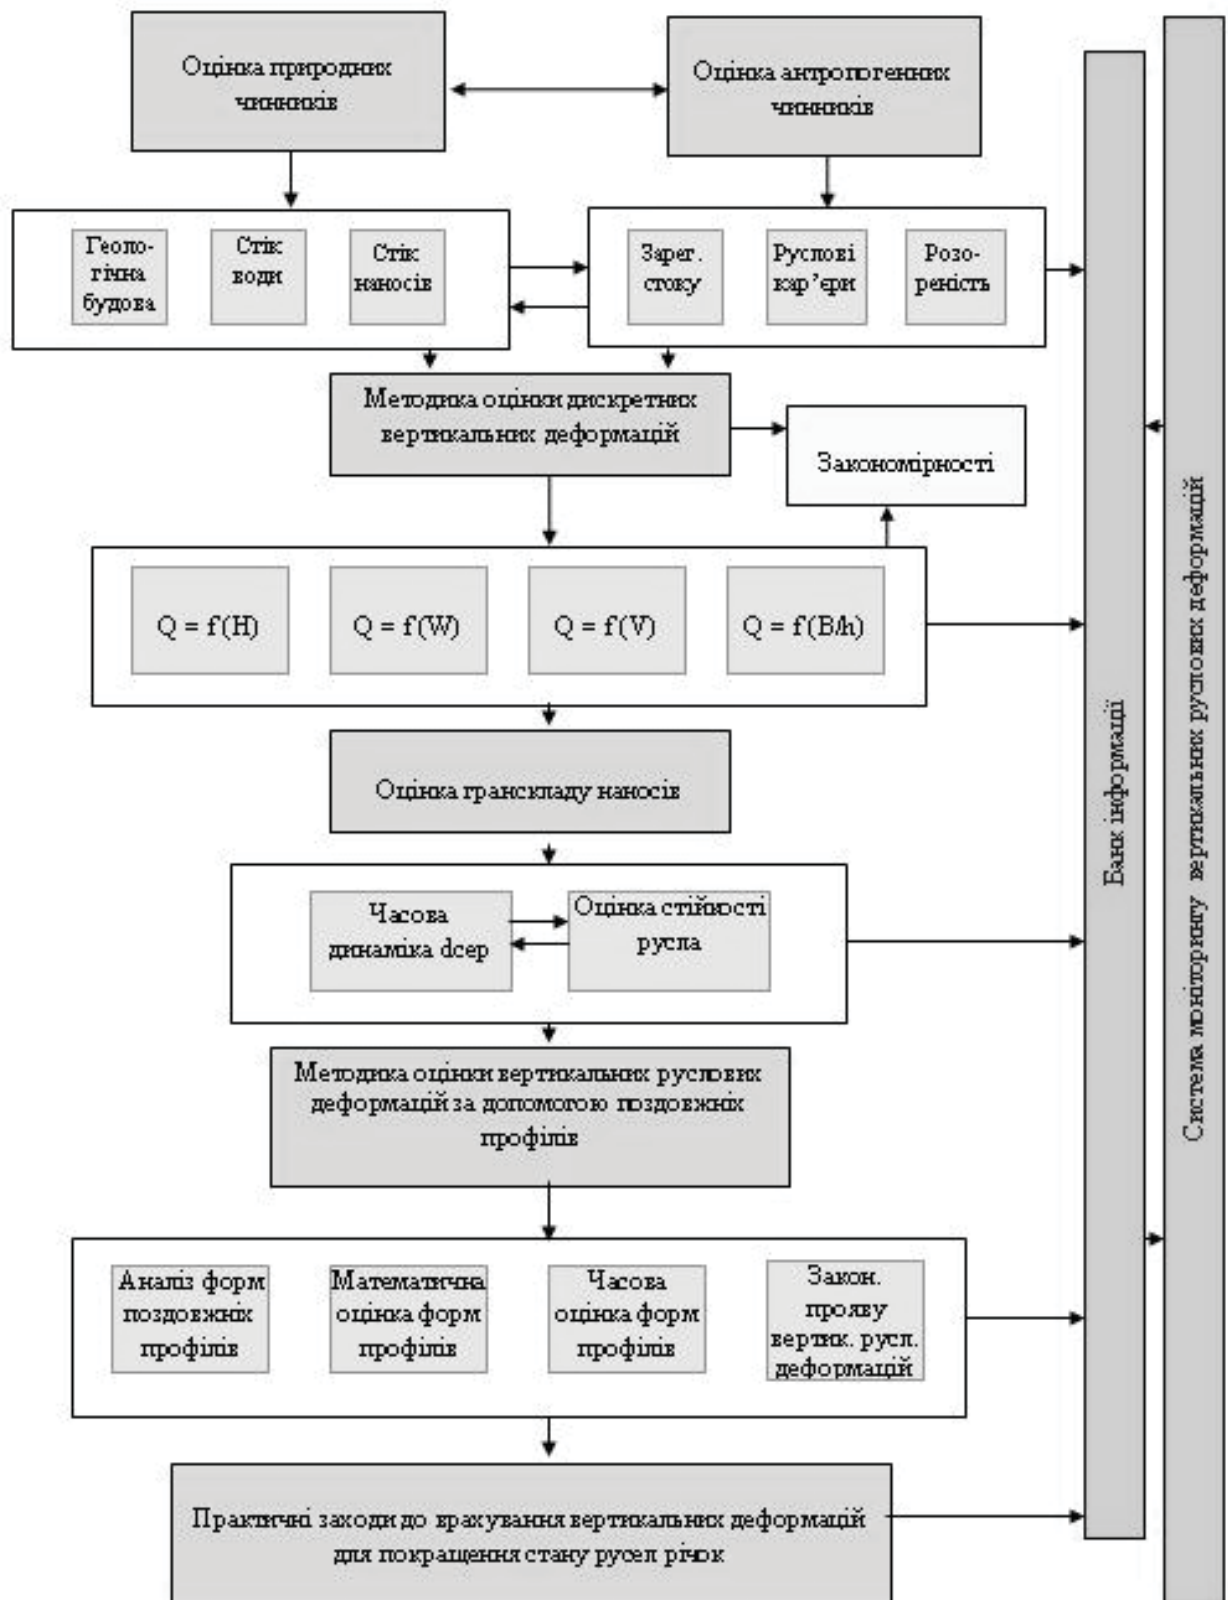 Оцінка природних
чинників
Оцінка антропогенних
чинників
Геоло-
гічна
будова
Стік
води
Стік
наносів
Зарег.
стоку
Руслові
кар’єри
Розо-
реність
Методика оцінки дискретних
вертикальних деформацій
Закономірності
Q = f(H)
Q = f(W)
Q = f(V)
Q = f(B/h)
Оцінка гранскладу наносів
Часова
динаміка dсер
Оцінка стійкості
русла
Методика оцінки вертикальних руслових
деформацій за допомогою поздовжніх
профілів
Аналіз форм
поздовжніх
профілів
Математична
оцінка форм
профілів
Часова
оцінка форм
профілів
Закон.
прояву
вертик. русл.
деформацій
Практичні заходи до врахування вертикальних деформацій
для покращення стану русел річок
Банк інформації
Система моніторингу вертикальних руслових деформацій